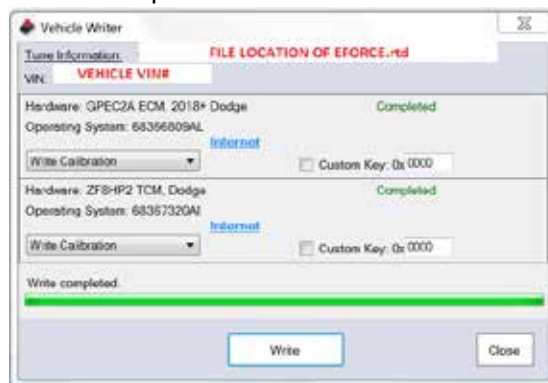 Vehicle Writer
Tune Information: FILE LOCATION OF EFORCE.rtd
VIN: VEHICLE VIN#
Hardware: GPEC2A ECM, 2018+ Dodge Completed
Operating System: 68366809AL
Internet
Write Calibration Custom Key: 0x 0000
Hardware: ZF8HP2 TCM, Dodge Completed
Operating System: 68357320AI
Internet
Write Calibration Custom Key: 0x 0000
Write completed.
Write Close